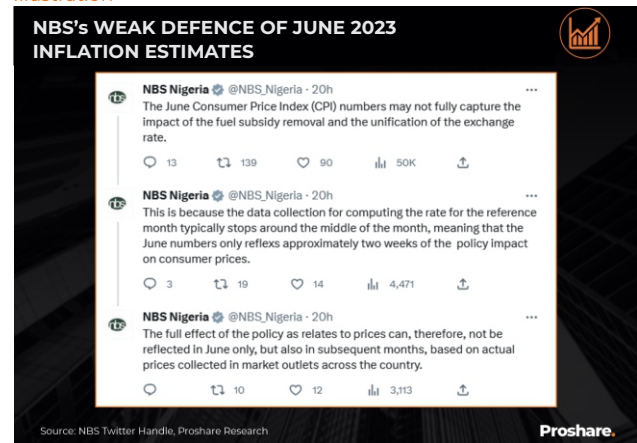 Illustration
NBS's WEAK DEFENCE OF JUNE 2023
INFLATION ESTIMATES
NBS Nigeria @NBS_Nigeria · 20h
The June Consumer Price Index (CPI) numbers may not fully capture the
impact of the fuel subsidy removal and the unification of the exchange
rate.
13 139 90 50K
NBS Nigeria @NBS_Nigeria · 20h
This is because the data collection for computing the rate for the reference
month typically stops around the middle of the month, meaning that the
June numbers only reflexs approximately two weeks of the policy impact
on consumer prices.
3 19 14 4,471
NBS Nigeria @NBS_Nigeria · 20h
The full effect of the policy as relates to prices can, therefore, not be
reflected in June only, but also in subsequent months, based on actual
prices collected in market outlets across the country.
10 12 3,113
Source: NBS Twitter Handle, Proshare Research
Proshare.